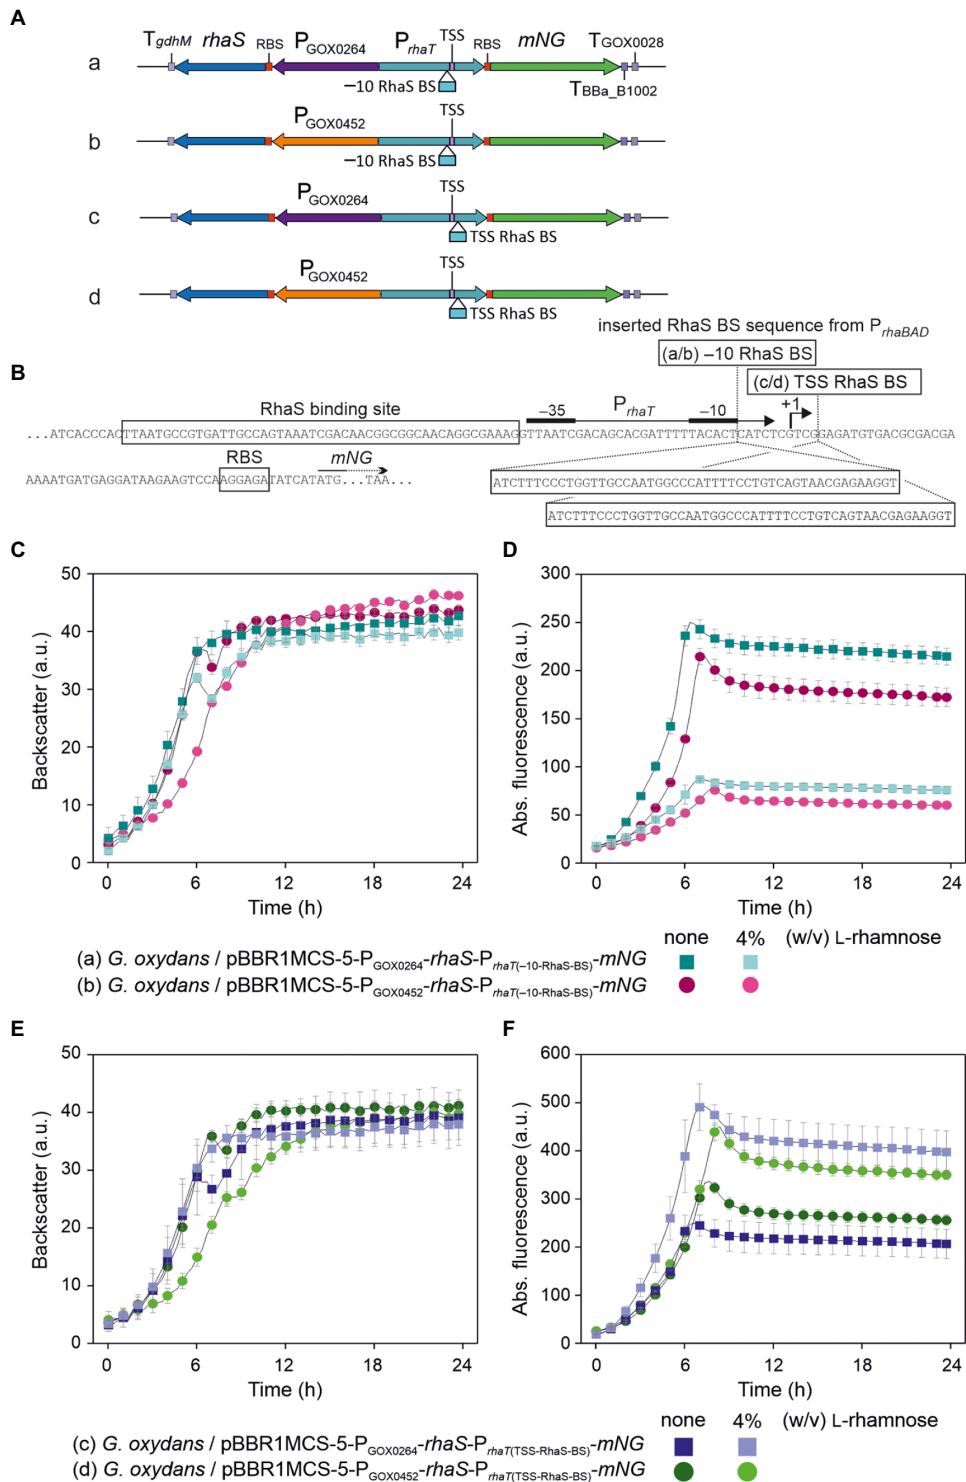 A
TgdhM rhaS RBS PGOX0264 PrhaT TSS RBS mNG TGOX0028
a
−10 RhaS BS
TBBa_B1002
TSS
b
PGOX0452
−10 RhaS BS
TSS
c
PGOX0264
TSS RhaS BS
TSS
d
PGOX0452
TSS RhaS BS
inserted RhaS BS sequence from PrhaBAD
B
(a/b) −10 RhaS BS
(c/d) TSS RhaS BS
RhaS binding site
−35 PrhaT −10 +1
...ATCACCCACTTAATGCCGTGATTGCCAGTAAATCGACAACGGCGGCAACAGGCGAAAGGTTAATCGACAGCACGATTTTTACACTCATCTCGTCGGAGATGTGACGCGACGA
RBS mNG
AAAATGATGAGGATAAGAAGTCCAAGGAGATATCATATG...TAA...
ATCTTTCCCTGGTTGCCAATGGCCCATTTTCCTGTCAGTAACGAGAAGGT
ATCTTTCCCTGGTTGCCAATGGCCCATTTTCCTGTCAGTAACGAGAAGGT
C
50
40
30
20
10
0
Backscatter (a.u.)
0 6 12 18 24
Time (h)
D
300
250
200
150
100
50
0
Abs. fluorescence (a.u.)
0 6 12 18 24
Time (h)
none 4% (w/v) L-rhamnose
(a) G. oxydans / pBBR1MCS-5-PGOX0264-rhaS-PrhaT(−10-RhaS-BS)-mNG
(b) G. oxydans / pBBR1MCS-5-PGOX0452-rhaS-PrhaT(−10-RhaS-BS)-mNG
E
50
40
30
20
10
0
Backscatter (a.u.)
0 6 12 18 24
Time (h)
F
600
500
400
300
200
100
0
Abs. fluorescence (a.u.)
0 6 12 18 24
Time (h)
none 4% (w/v) L-rhamnose
(c) G. oxydans / pBBR1MCS-5-PGOX0264-rhaS-PrhaT(TSS-RhaS-BS)-mNG
(d) G. oxydans / pBBR1MCS-5-PGOX0452-rhaS-PrhaT(TSS-RhaS-BS)-mNG